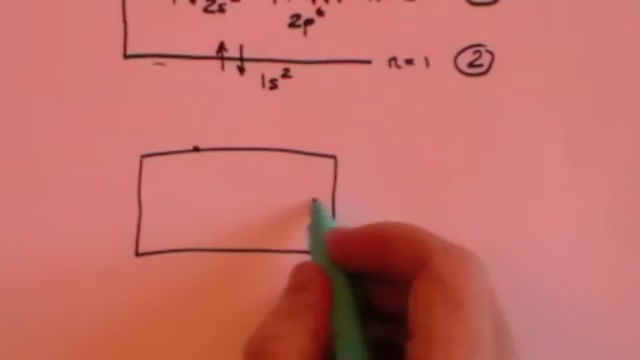 2s
2p⁶
n = 1 2
1s²